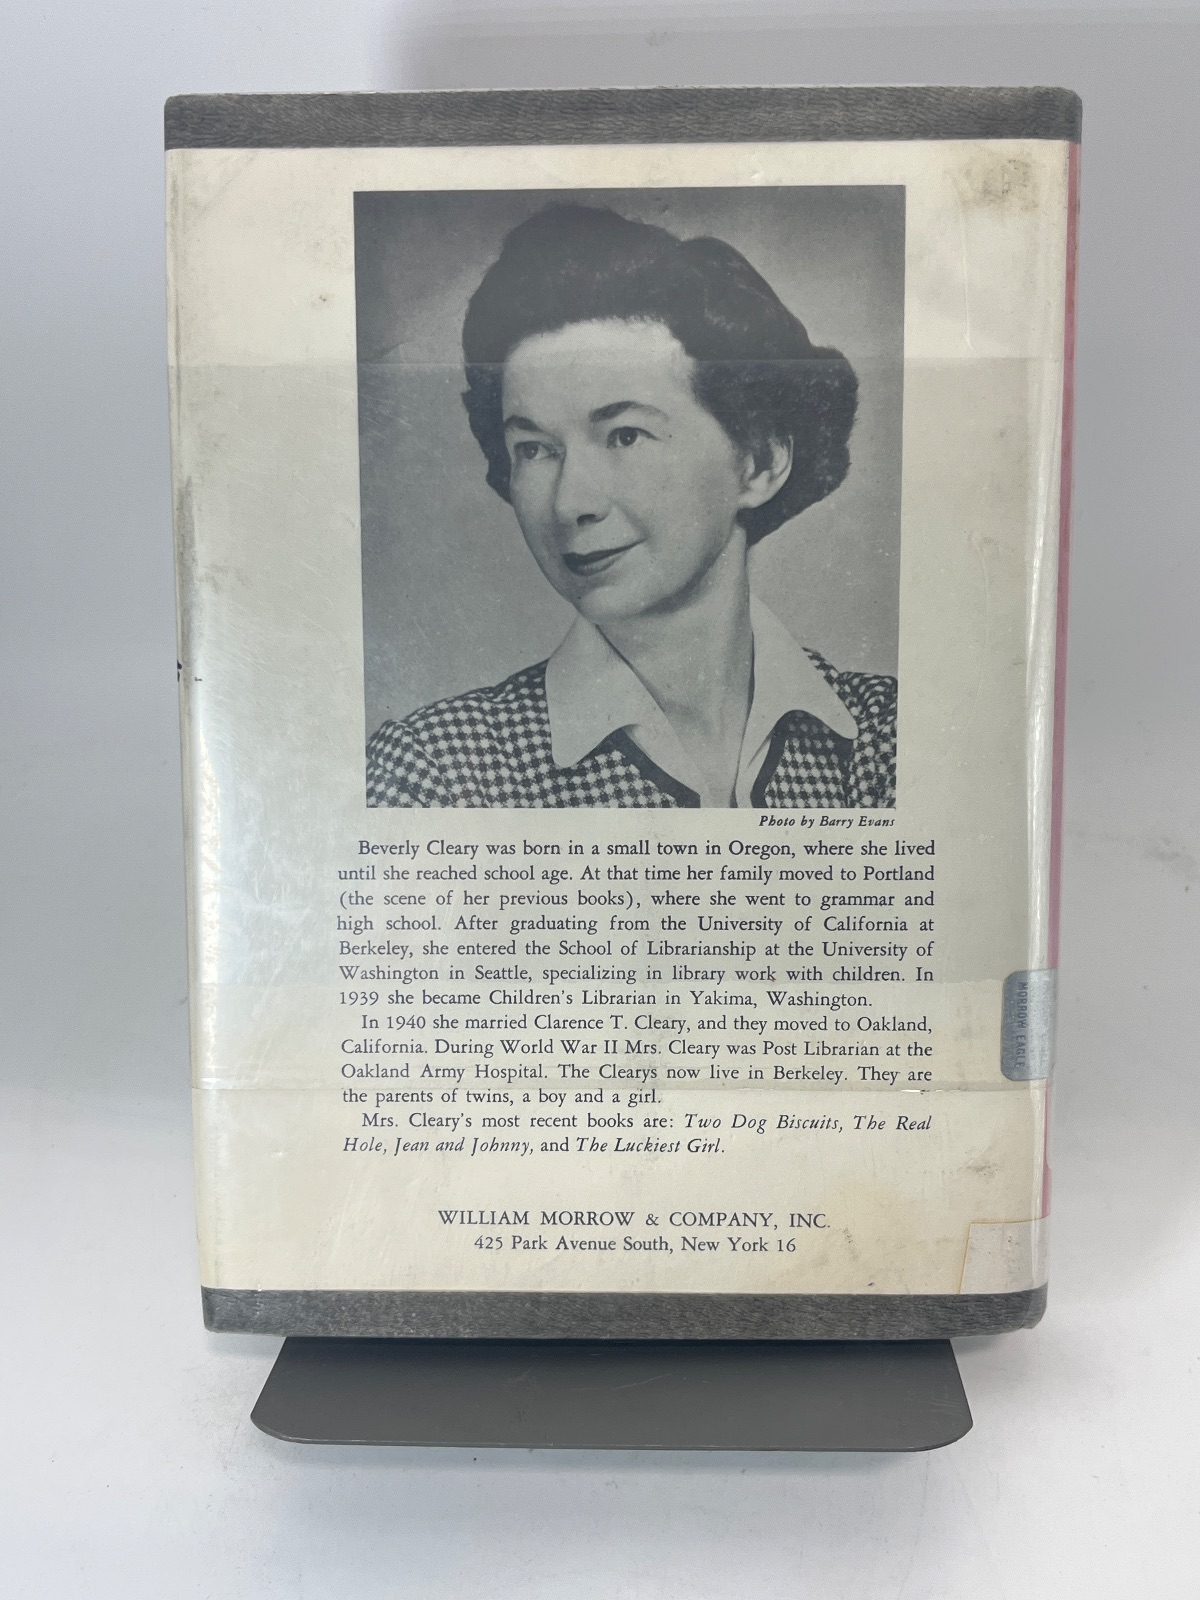 Photo by Barry Evans
Beverly Cleary was born in a small town in Oregon, where she lived
until she reached school age. At that time her family moved to Portland
(the scene of her previous books), where she went to grammar and
high school. After graduating from the University of California at
Berkeley, she entered the School of Librarianship at the University of
Washington in Seattle, specializing in library work with children. In
1939 she became Children's Librarian in Yakima, Washington.
In 1940 she married Clarence T. Cleary, and they moved to Oakland,
California. During World War II Mrs. Cleary was Post Librarian at the
Oakland Army Hospital. The Clearys now live in Berkeley. They are
the parents of twins, a boy and a girl.
Mrs. Cleary's most recent books are: Two Dog Biscuits, The Real
Hole, Jean and Johnny, and The Luckiest Girl.
MORROW EAGLE
WILLIAM MORROW & COMPANY, INC.
425 Park Avenue South, New York 16